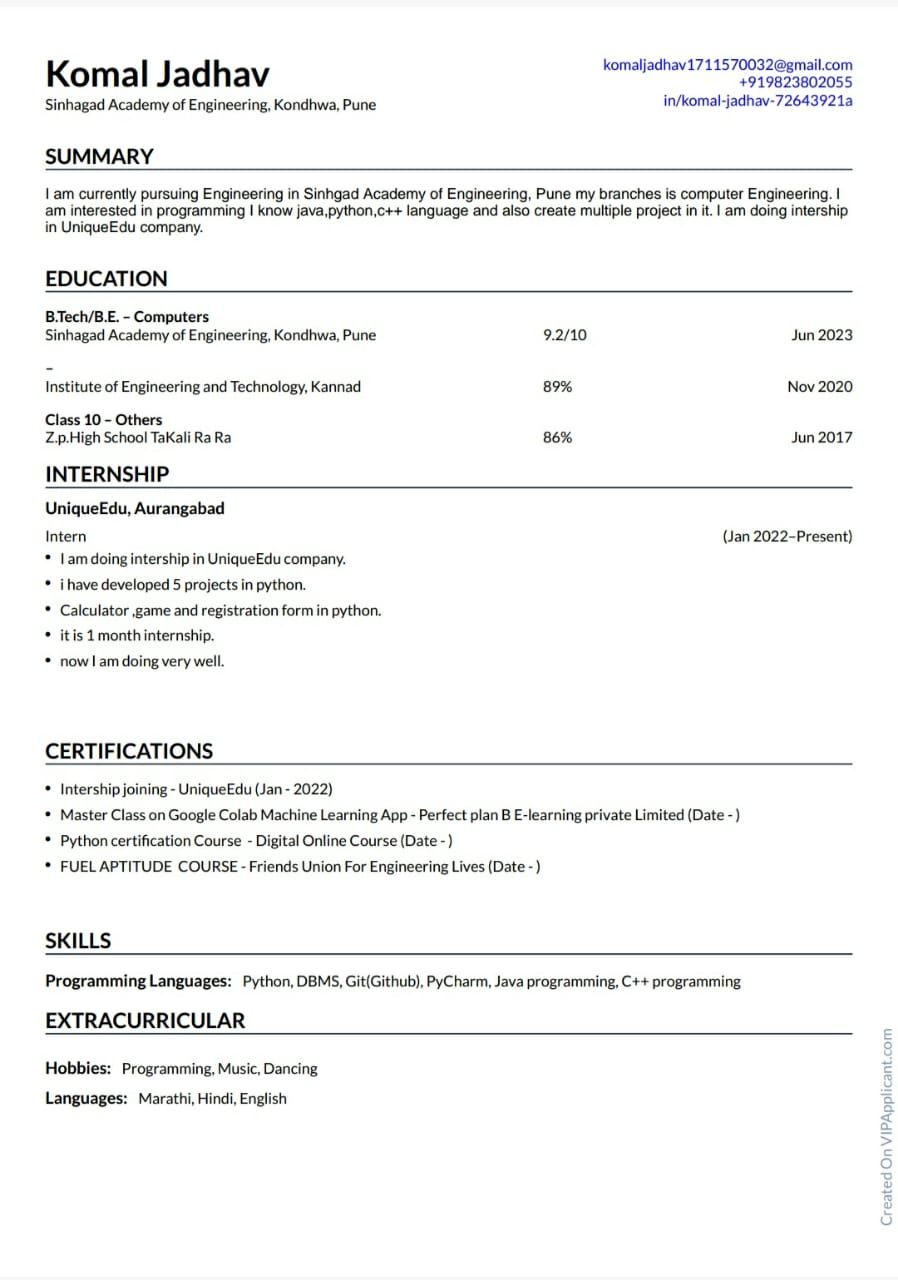 Komal Jadhav
Sinhagad Academy of Engineering, Kondhwa, Pune
komaljadhav1711570032@gmail.com
+919823802055
in/komal-jadhav-72643921a
SUMMARY
I am currently pursuing Engineering in Sinhgad Academy of Engineering, Pune my branches is computer Engineering. I
am interested in programming I know java,python,c++ language and also create multiple project in it. I am doing intership
in UniqueEdu company.
EDUCATION
B.Tech/B.E. – Computers
Sinhagad Academy of Engineering, Kondhwa, Pune 9.2/10 Jun 2023
–
Institute of Engineering and Technology, Kannad 89% Nov 2020
Class 10 – Others
Z.p.High School TaKali Ra Ra 86% Jun 2017
INTERNSHIP
UniqueEdu, Aurangabad
Intern (Jan 2022–Present)
• I am doing intership in UniqueEdu company.
• i have developed 5 projects in python.
• Calculator ,game and registration form in python.
• it is 1 month internship.
• now I am doing very well.
CERTIFICATIONS
• Intership joining - UniqueEdu (Jan - 2022)
• Master Class on Google Colab Machine Learning App - Perfect plan B E-learning private Limited (Date - )
• Python certification Course - Digital Online Course (Date - )
• FUEL APTITUDE COURSE - Friends Union For Engineering Lives (Date - )
SKILLS
Programming Languages: Python, DBMS, Git(Github), PyCharm, Java programming, C++ programming
EXTRACURRICULAR
Hobbies: Programming, Music, Dancing
Languages: Marathi, Hindi, English
Created On VIPApplicant.com